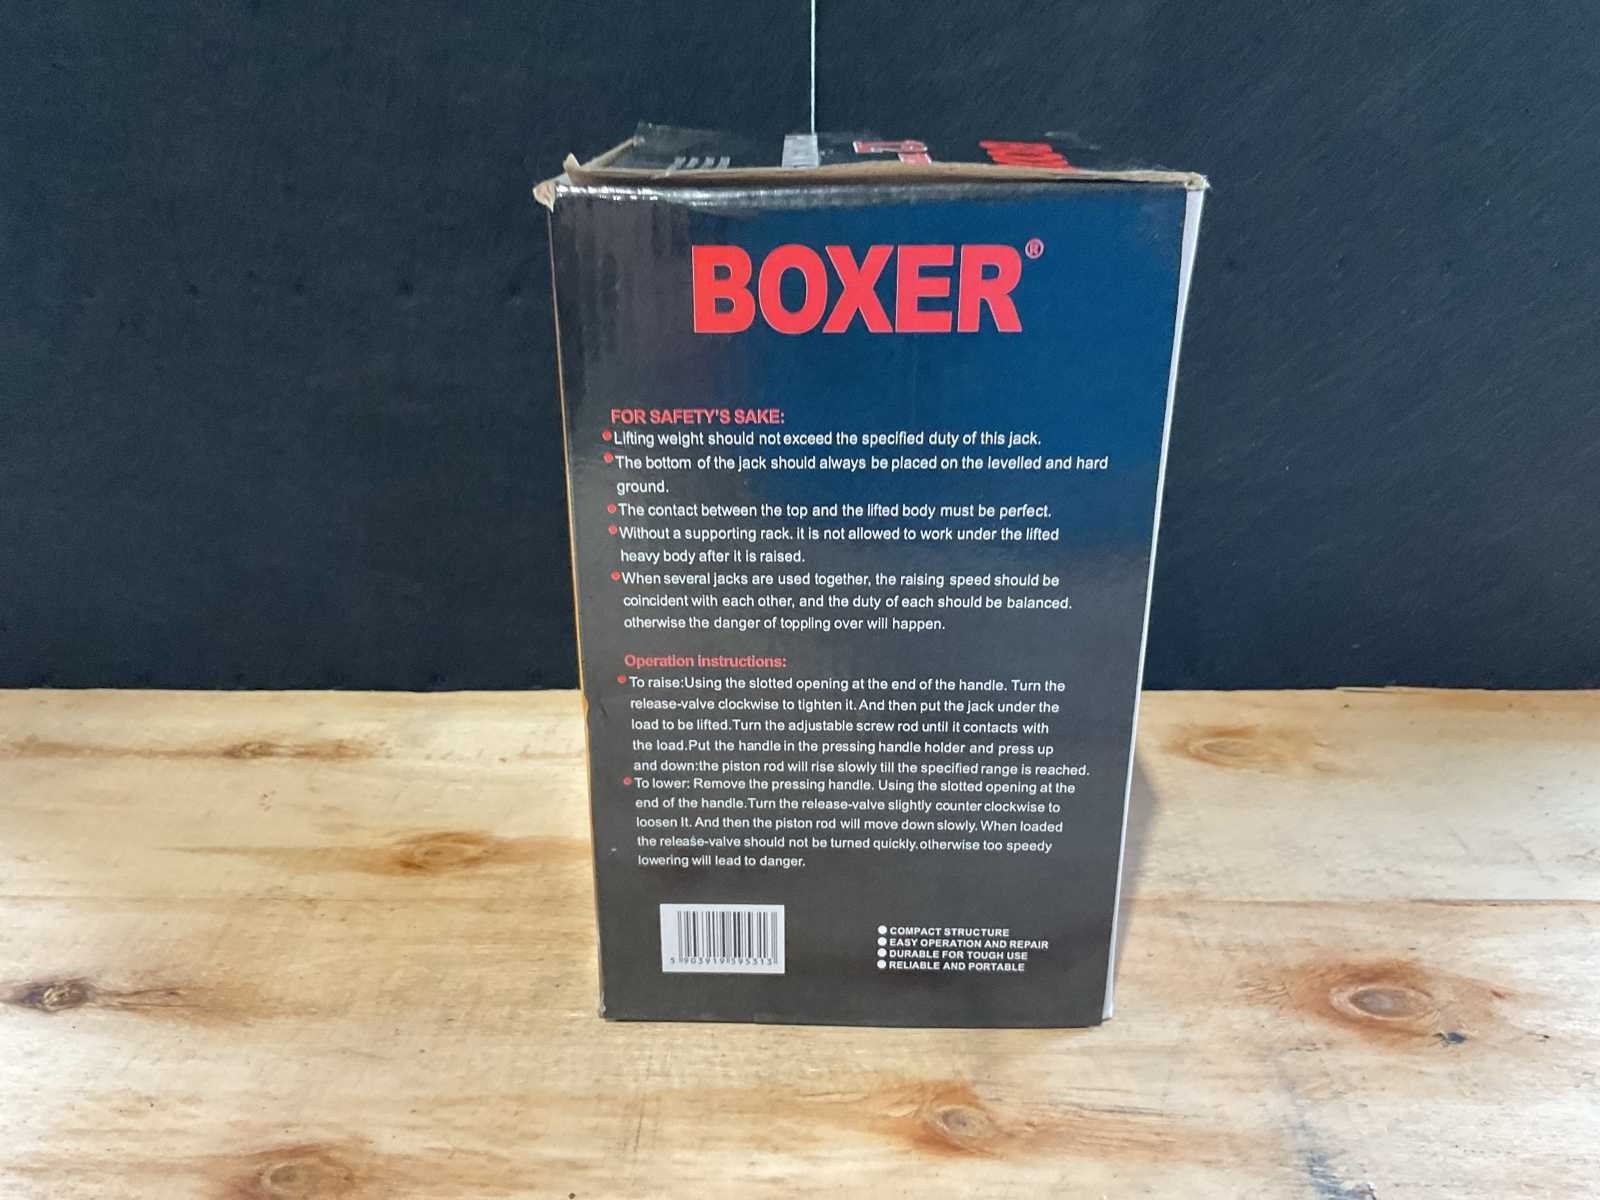 BOXER®
FOR SAFETY'S SAKE:
Lifting weight should not exceed the specified duty of this jack.
The bottom of the jack should always be placed on the levelled and hard
ground.
The contact between the top and the lifted body must be perfect.
Without a supporting rack. it is not allowed to work under the lifted
heavy body after it is raised.
When several jacks are used together, the raising speed should be
coincident with each other, and the duty of each should be balanced.
otherwise the danger of toppling over will happen.
Operation instructions:
To raise:Using the slotted opening at the end of the handle. Turn the
release-valve clockwise to tighten it. And then put the jack under the
load to be lifted.Turn the adjustable screw rod until it contacts with
the load.Put the handle in the pressing handle holder and press up
and down:the piston rod will rise slowly till the specified range is reached.
To lower: Remove the pressing handle. Using the slotted opening at the
end of the handle.Turn the release-valve slightly counter clockwise to
loosen It. And then the piston rod will move down slowly. When loaded
the release-valve should not be turned quickly.otherwise too speedy
lowering will lead to danger.
5 903919 595313
COMPACT STRUCTURE
EASY OPERATION AND REPAIR
DURABLE FOR TOUGH USE
RELIABLE AND PORTABLE